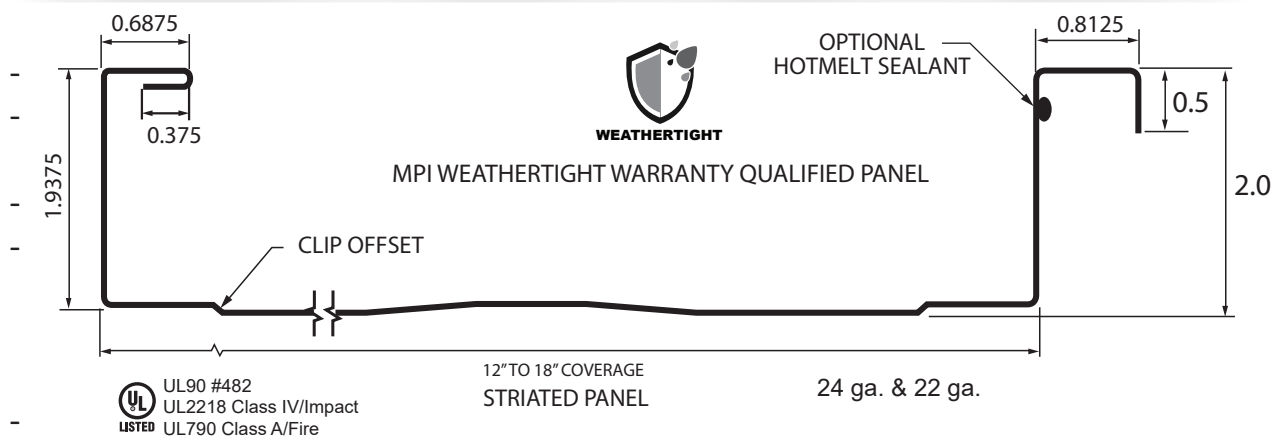 0.6875
0.8125
OPTIONAL
HOTMELT SEALANT
0.5
0.375
WEATHERTIGHT
MPI WEATHERTIGHT WARRANTY QUALIFIED PANEL
1.9375
2.0
CLIP OFFSET
12” TO 18” COVERAGE
STRIATED PANEL
24 ga. & 22 ga.
UL
LISTED
UL90 #482
UL2218 Class IV/Impact
UL790 Class A/Fire
-
-
-
-
-